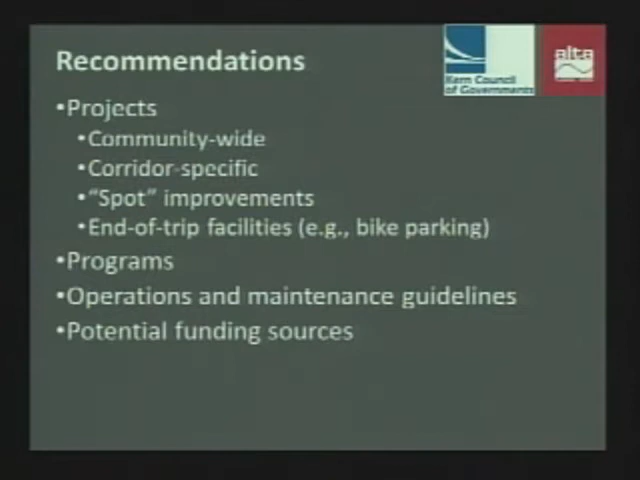 Recommendations
Kern Council
of Governments
alta
•Projects
•Community-wide
•Corridor-specific
•“Spot” improvements
•End-of-trip facilities (e.g., bike parking)
•Programs
•Operations and maintenance guidelines
•Potential funding sources